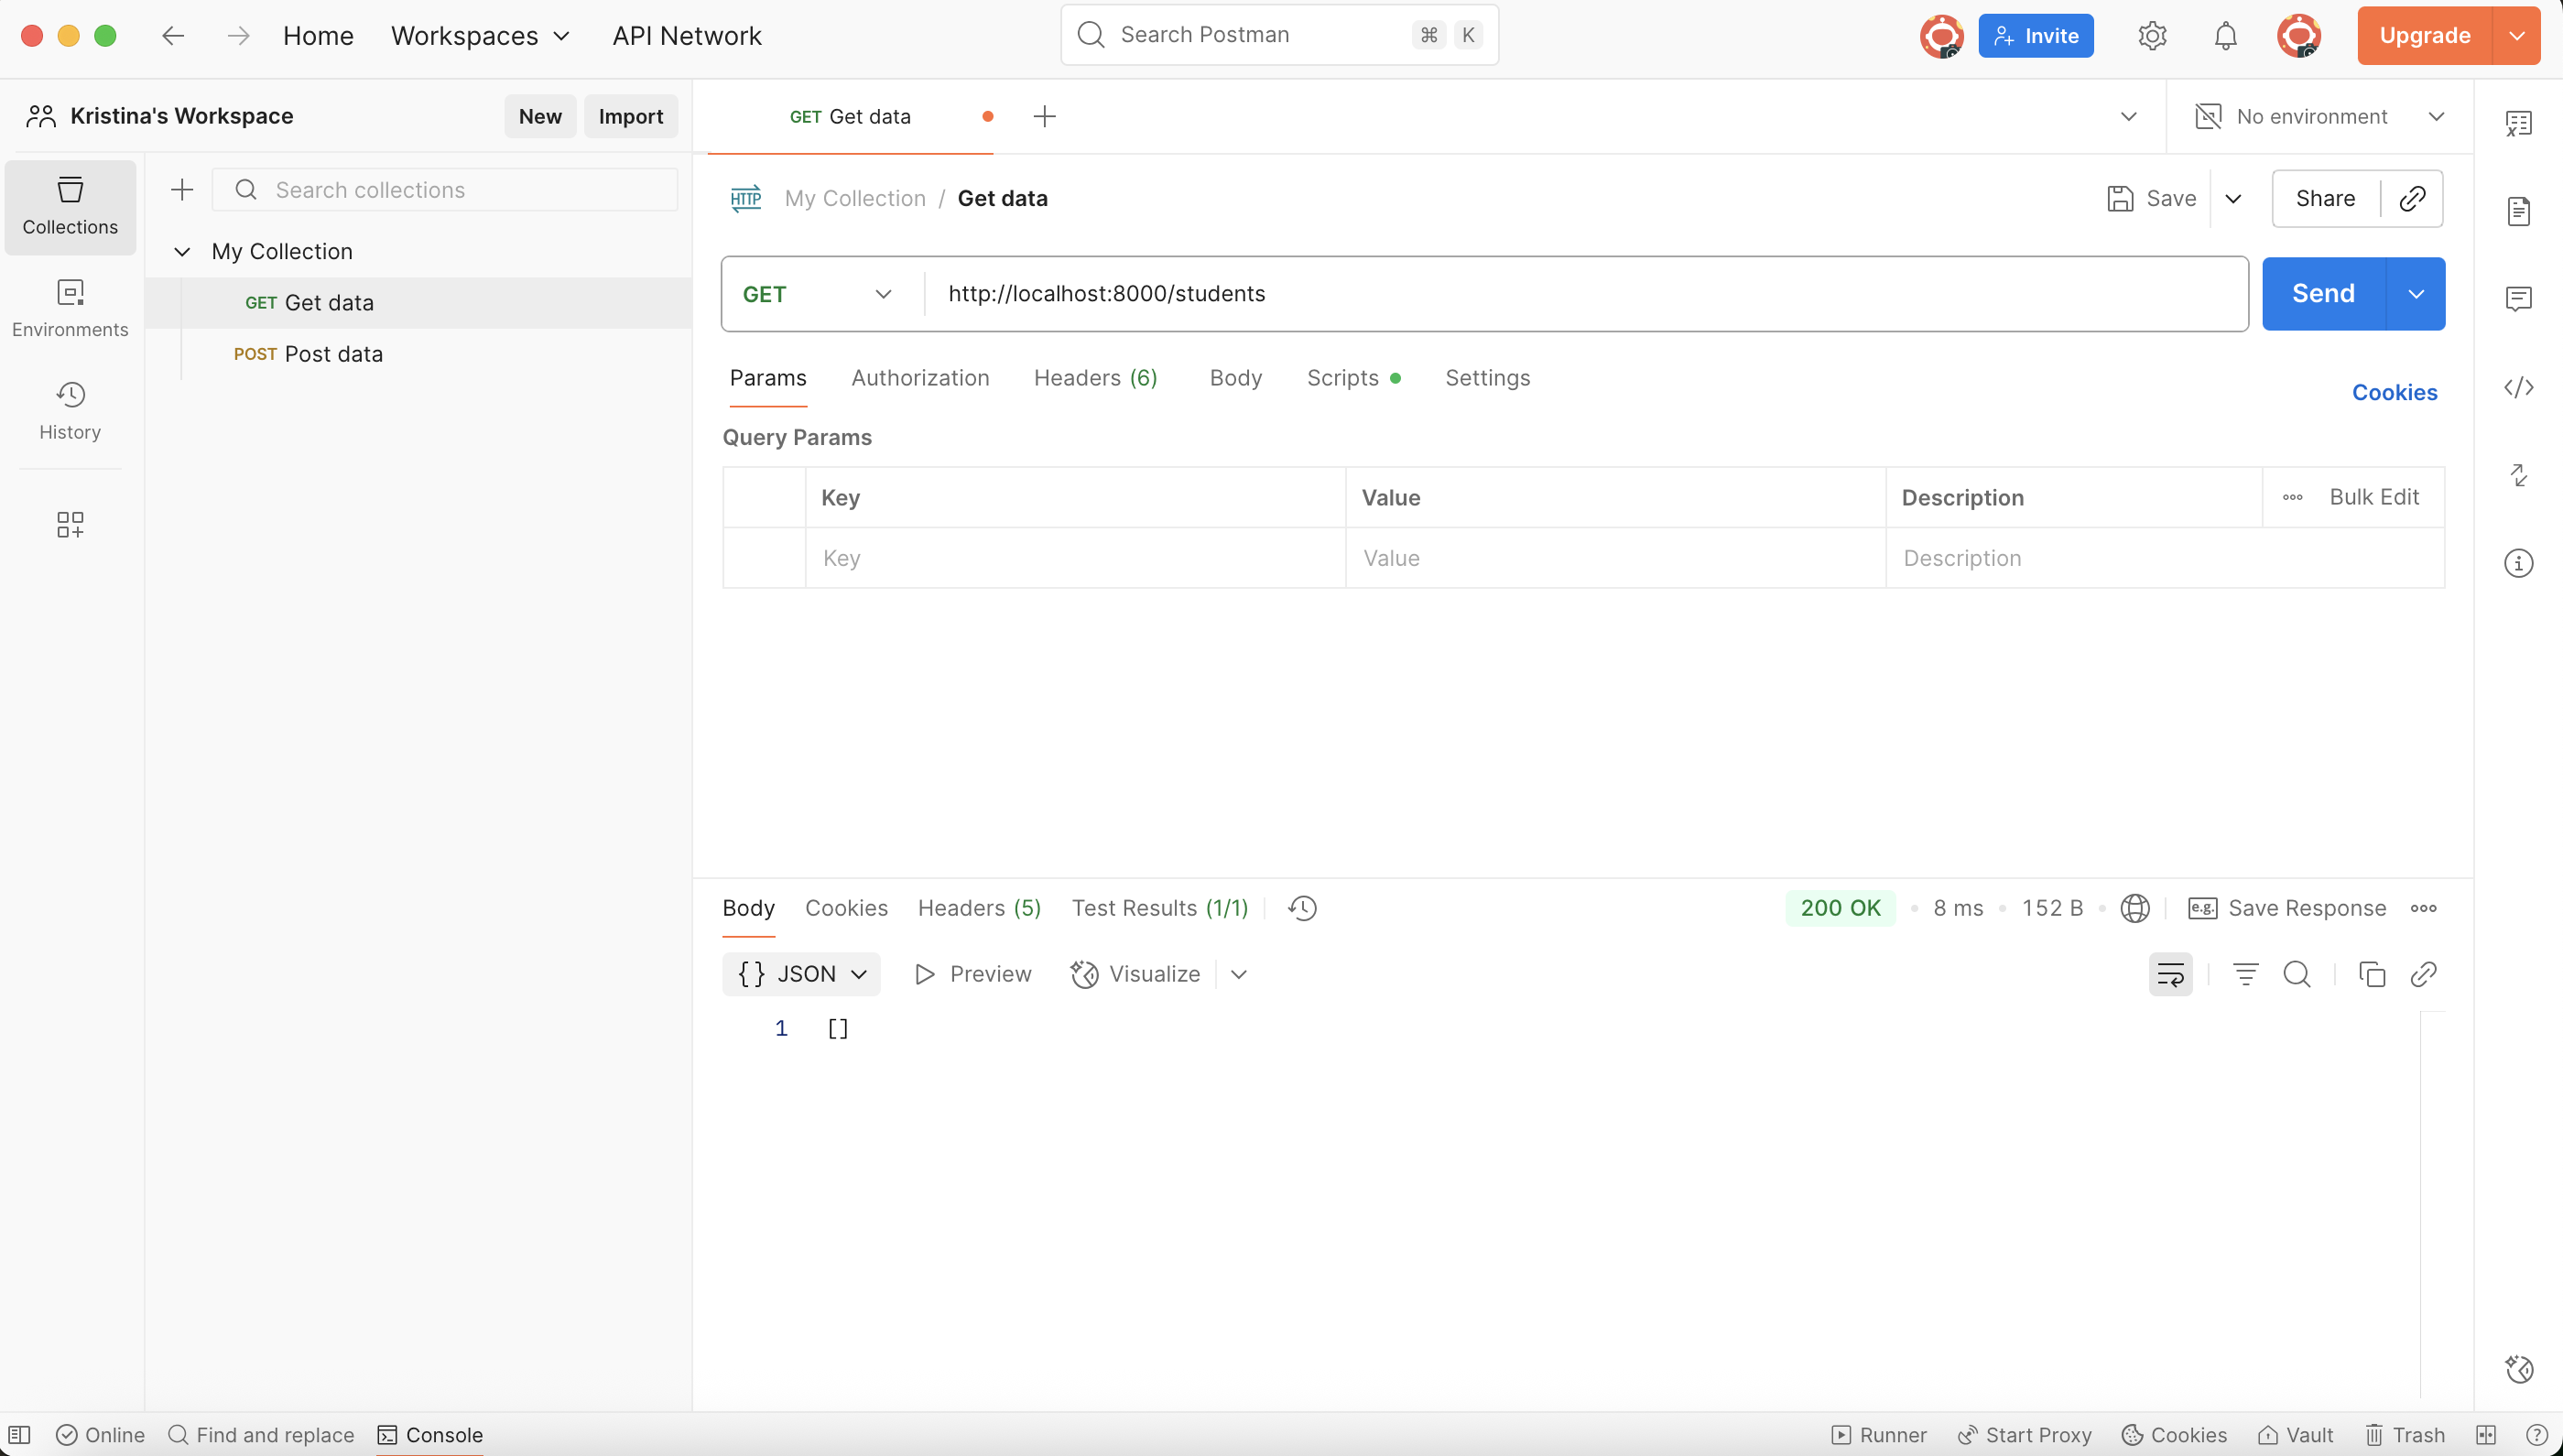 Home Workspaces API Network Search Postman ⌘ K Invite Upgrade
Kristina's Workspace New Import
GET Get data No environment
Collections
Search collections
My Collection
GET Get data
POST Post data
Environments
History
HTTP My Collection / Get data Save Share
GET http://localhost:8000/students Send
Params Authorization Headers (6) Body Scripts Settings Cookies
Query Params
Key Value Description Bulk Edit
Key Value Description
Body Cookies Headers (5) Test Results (1/1) 200 OK • 8 ms • 152 B • e.g. Save Response
{ } JSON Preview Visualize
1 []
Online Find and replace Console Runner Start Proxy Cookies Vault Trash